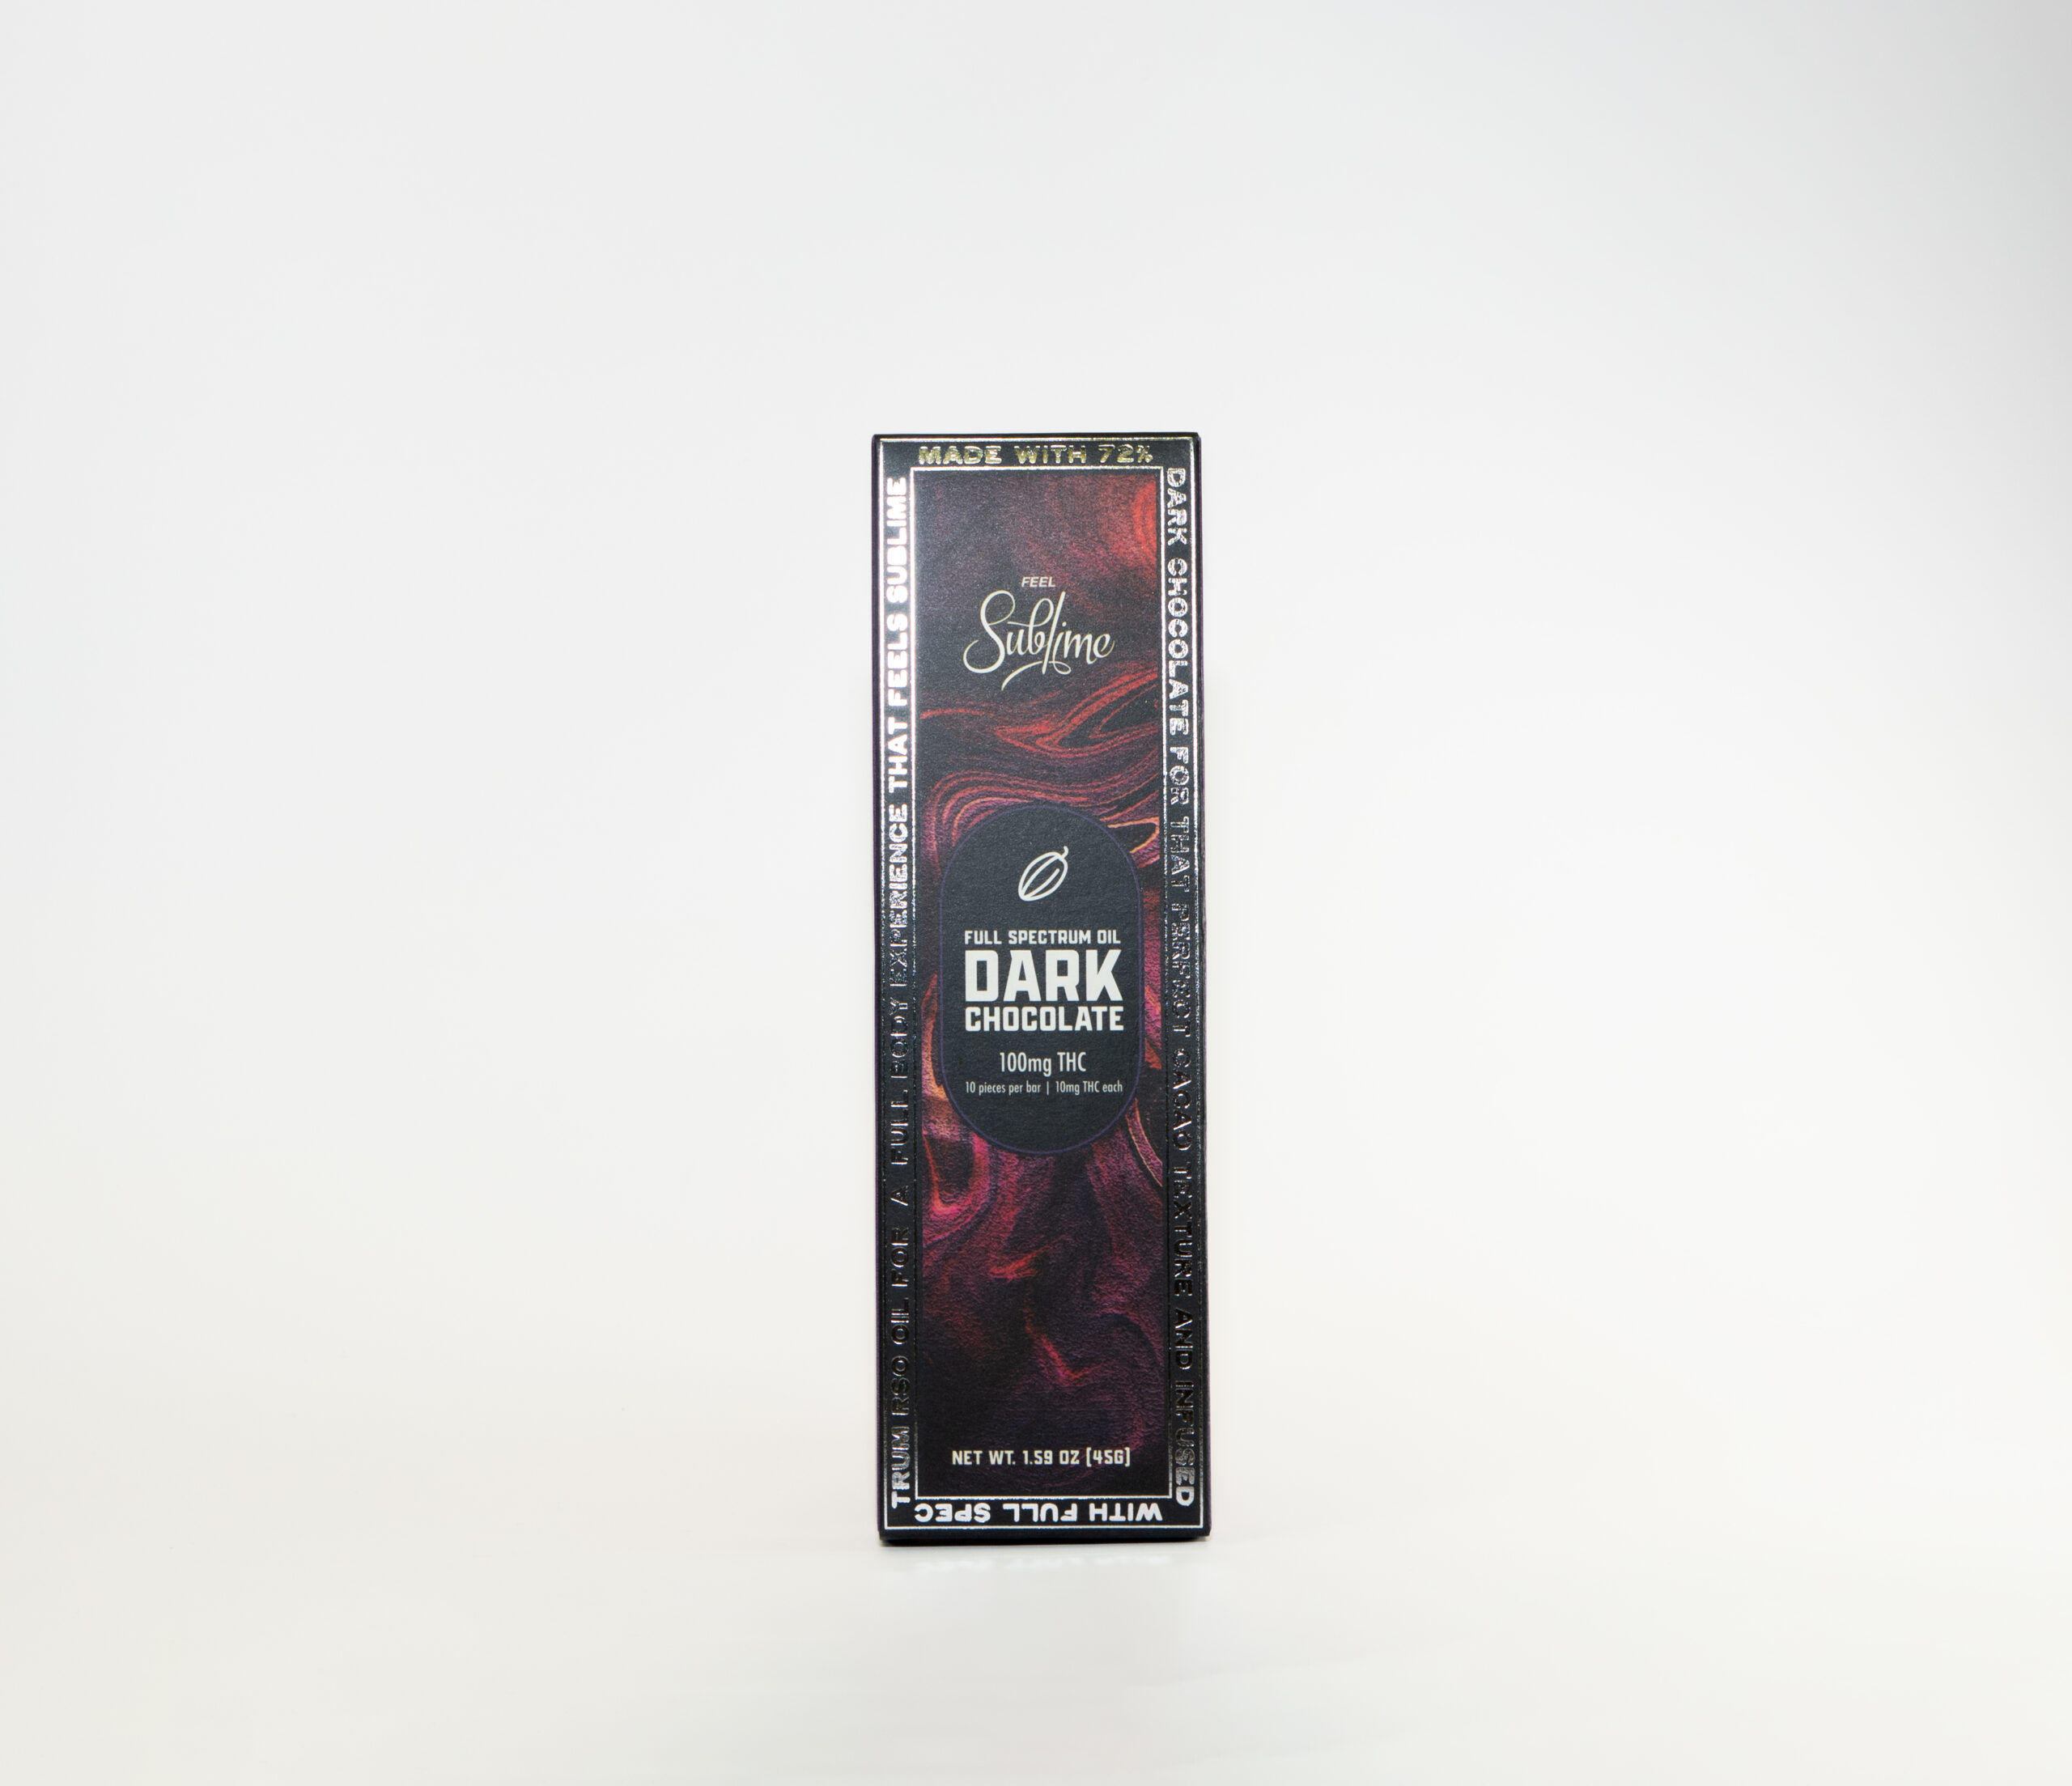 MADE WITH 72%
DARK CHOCOLATE FOR THAT PERFECT CACAO TEXTURE AND INFUSED
WITH FULL SPEC
TRUM RSO OIL FOR A FULL BODY EXPERIENCE THAT FEELS SUBLIME
FEEL
Sublime
FULL SPECTRUM OIL
DARK
CHOCOLATE
100mg THC
10 pieces per bar | 10mg THC each
NET WT. 1.59 OZ [45G]